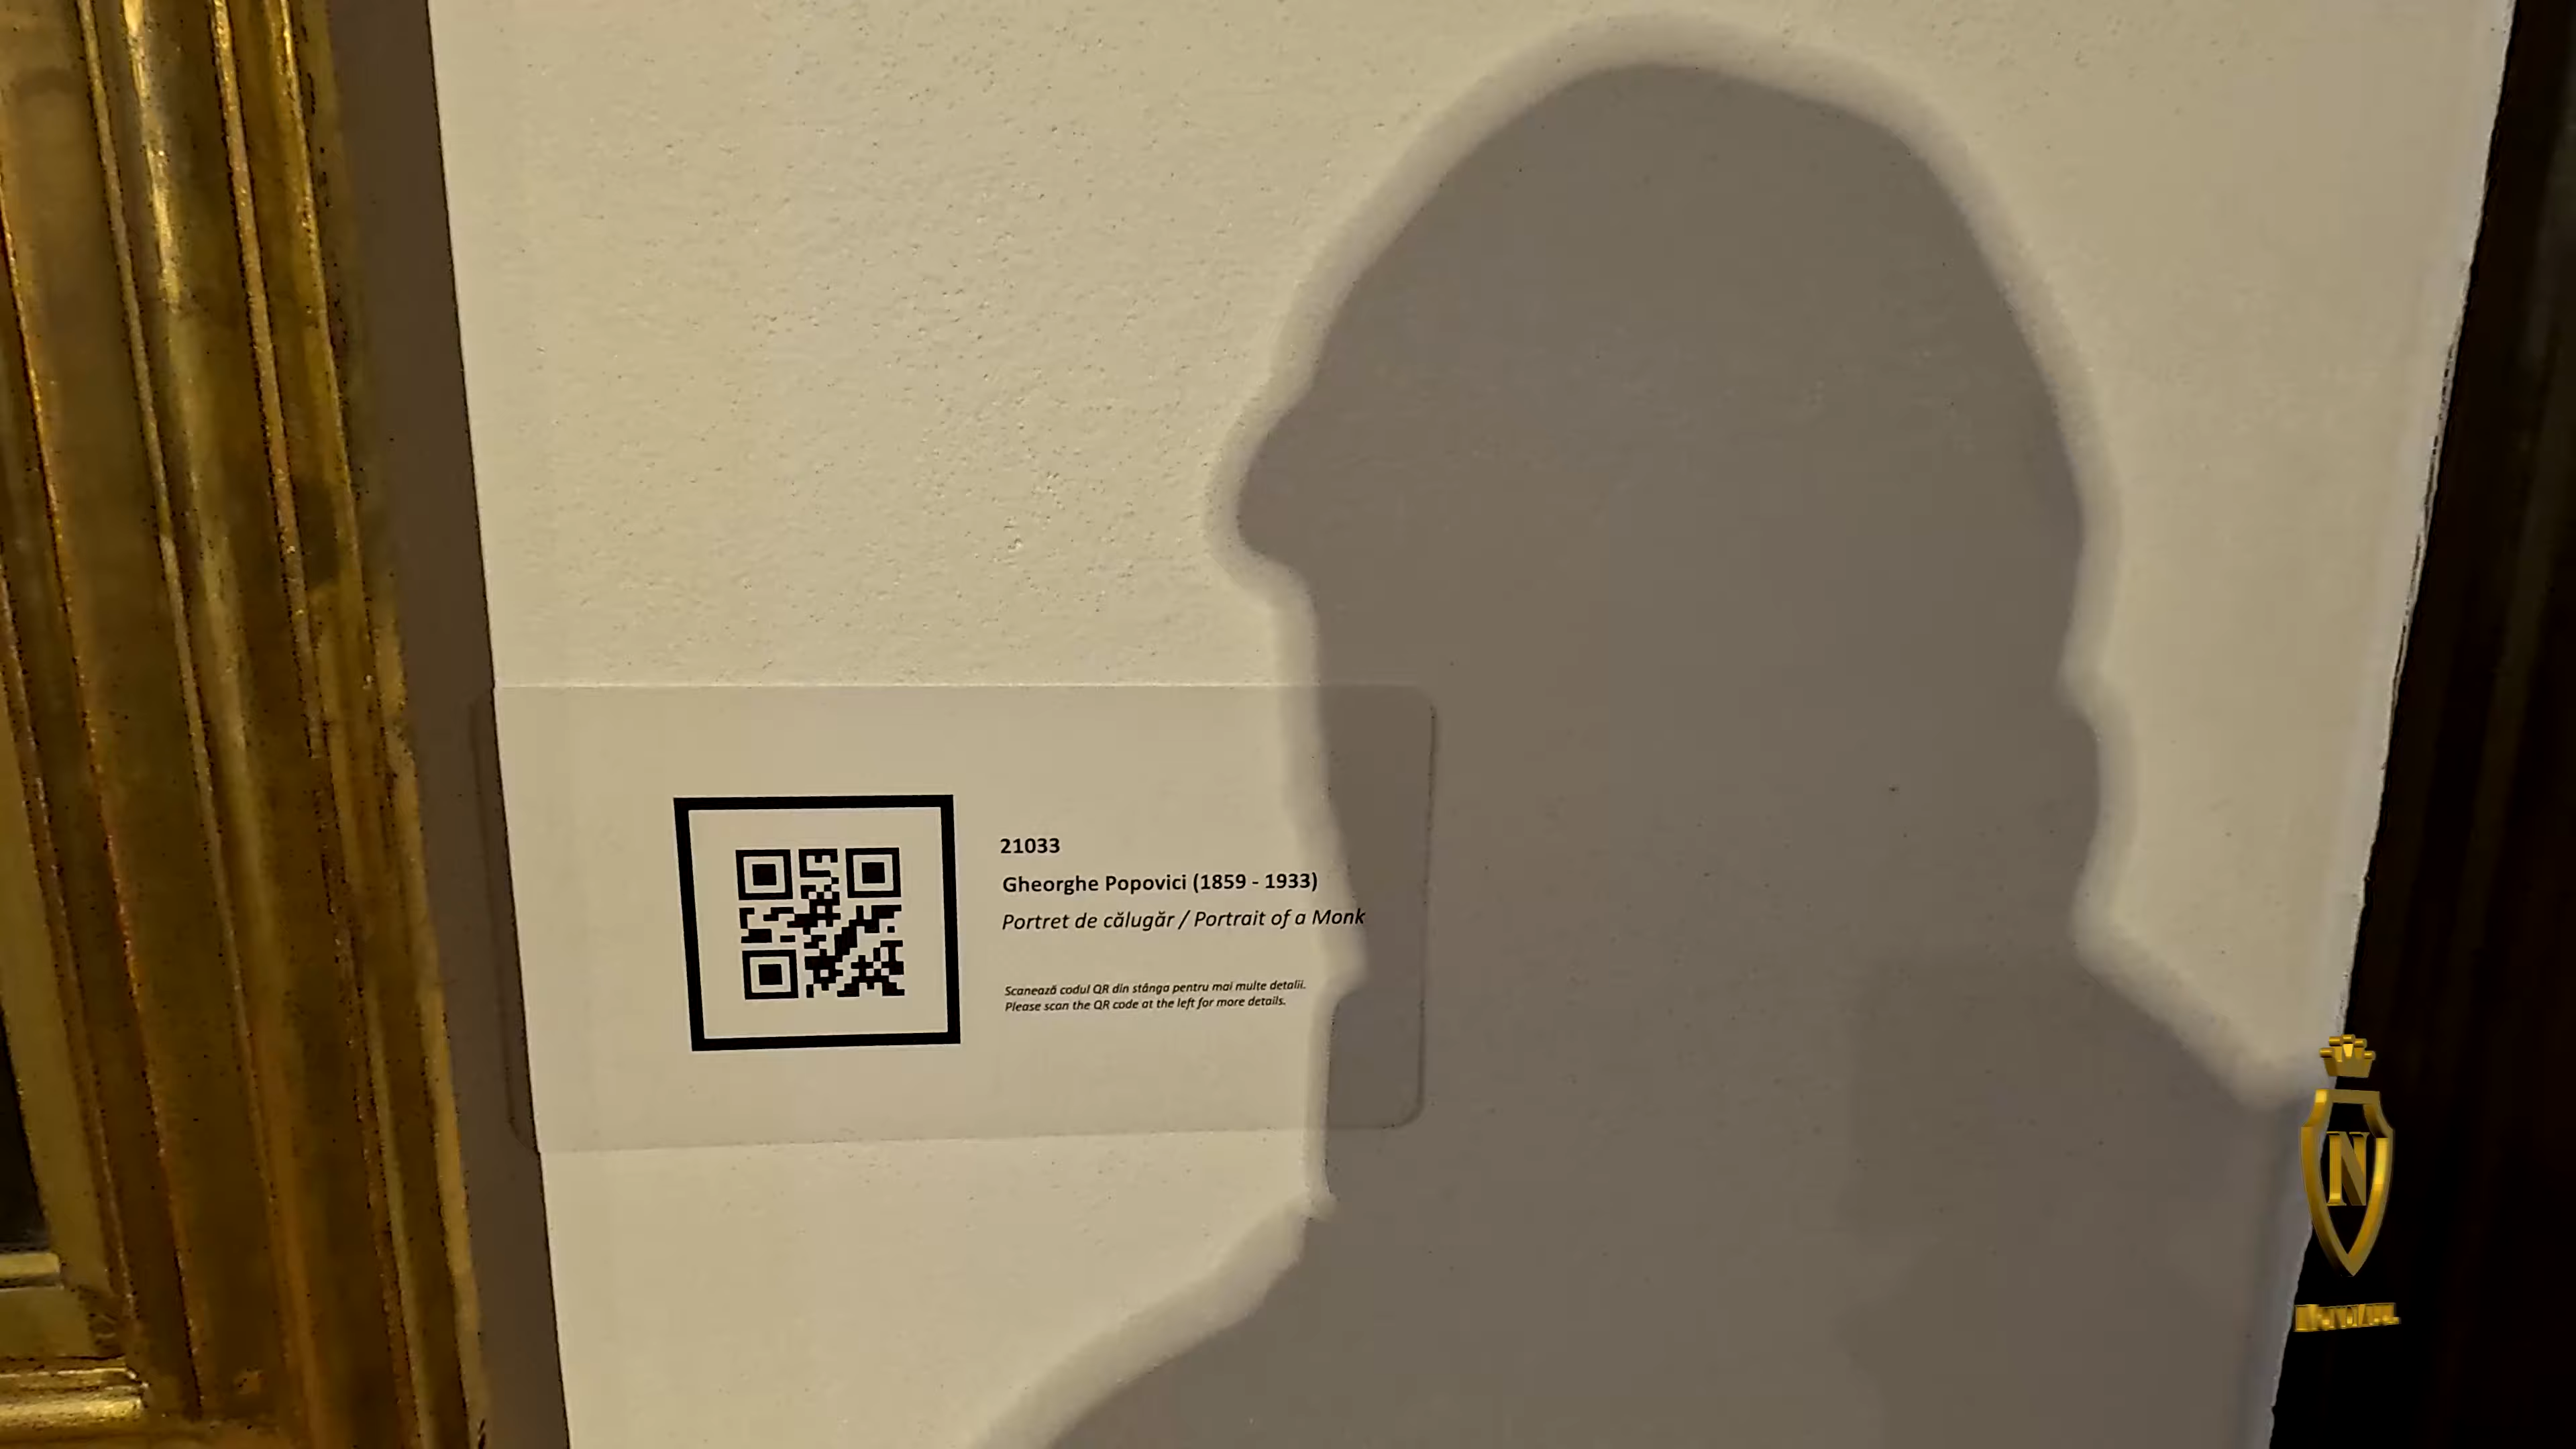 21033
Gheorghe Popovici (1859 - 1933)
Portret de călugăr / Portrait of a Monk
Scanează codul QR din stânga pentru mai multe detalii.
Please scan the QR code at the left for more details.
N